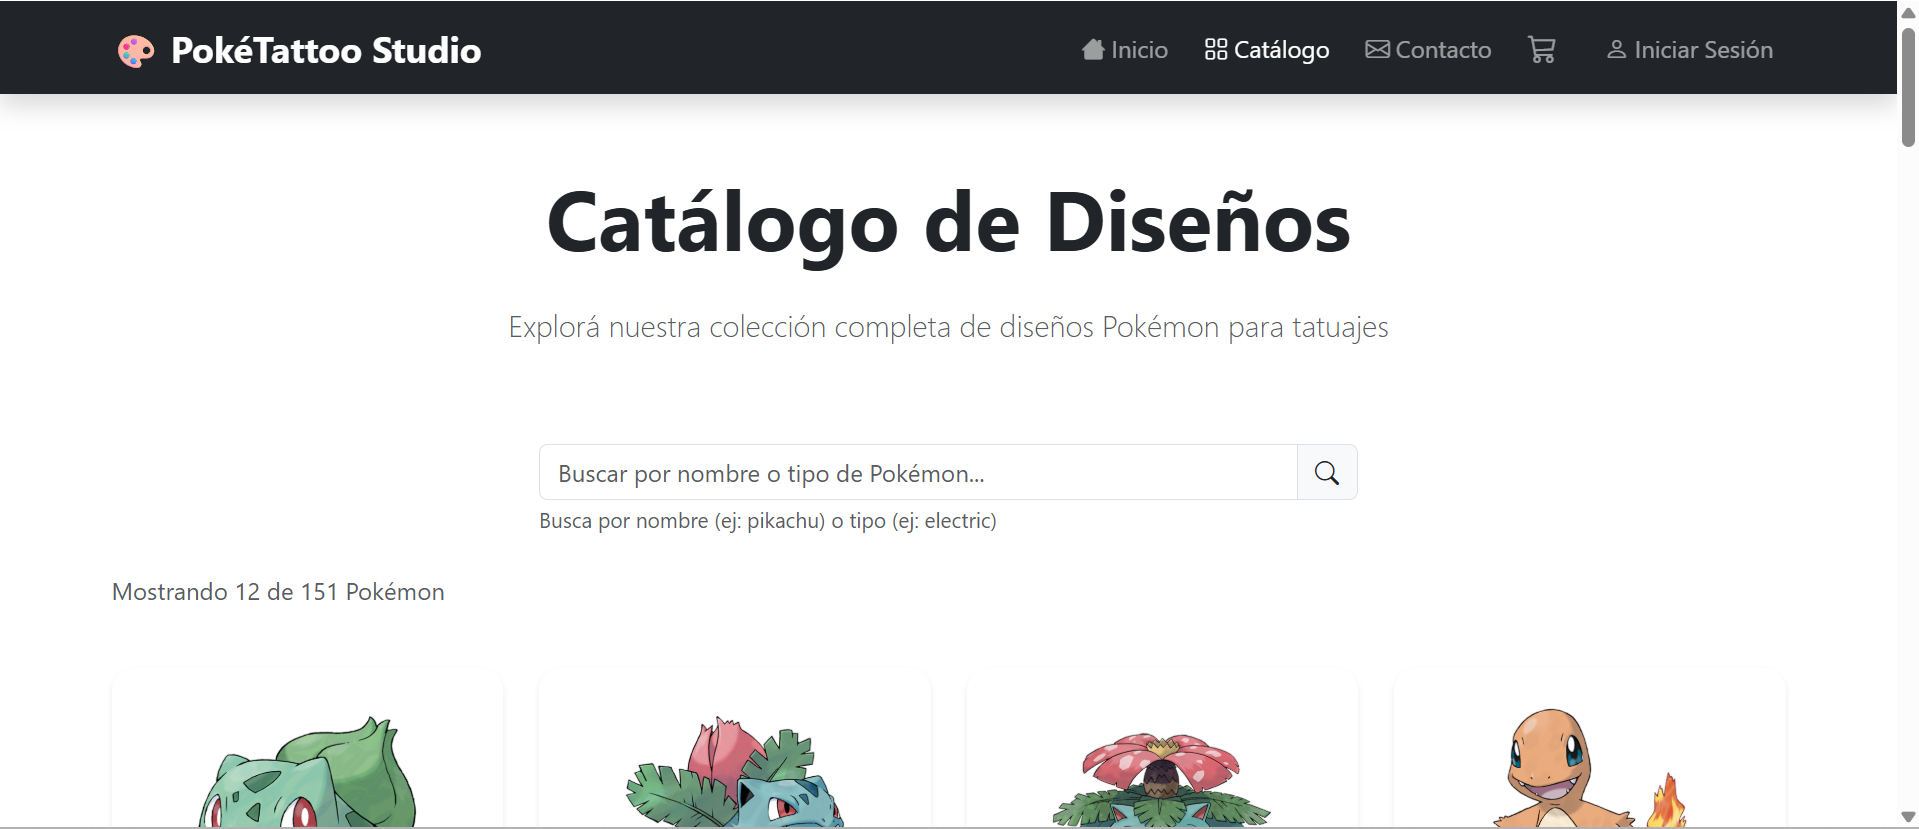 PokéTattoo Studio
Inicio
Catálogo
Contacto
Iniciar Sesión
Catálogo de Diseños
Explorá nuestra colección completa de diseños Pokémon para tatuajes
Buscar por nombre o tipo de Pokémon...
Busca por nombre (ej: pikachu) o tipo (ej: electric)
Mostrando 12 de 151 Pokémon